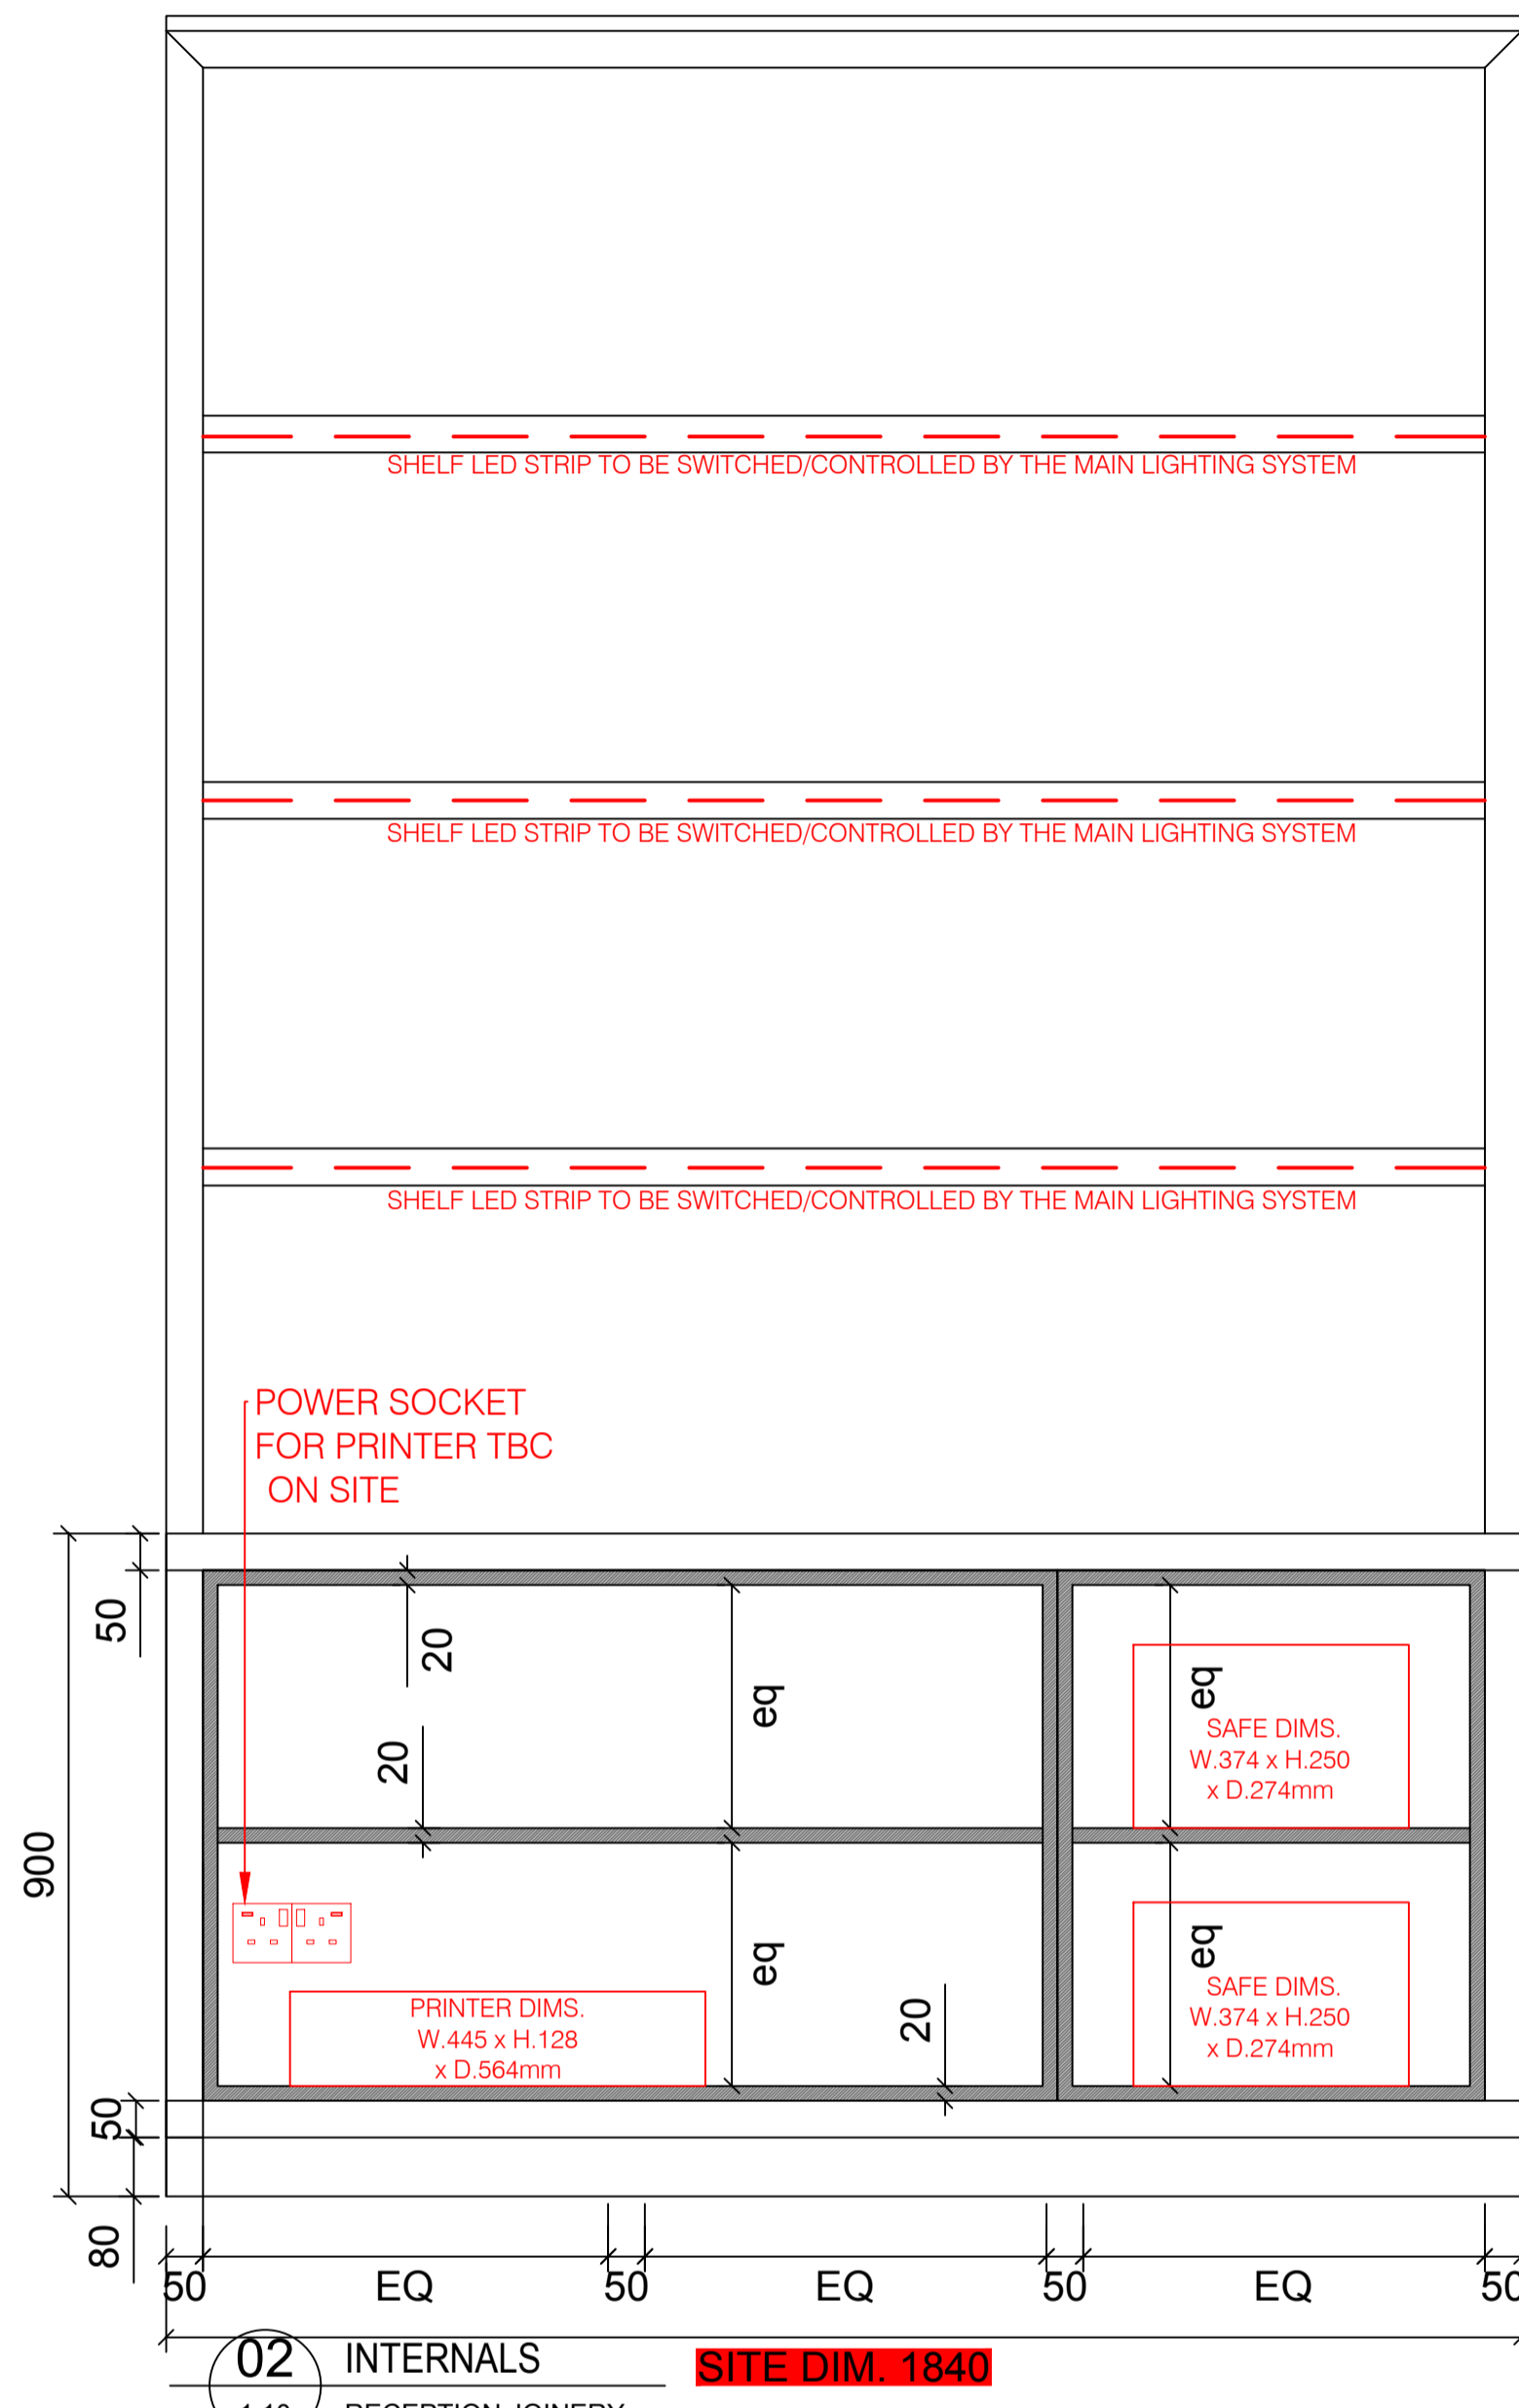 SHELF LED STRIP TO BE SWITCHED/CONTROLLED BY THE MAIN LIGHTING SYSTEM
SHELF LED STRIP TO BE SWITCHED/CONTROLLED BY THE MAIN LIGHTING SYSTEM
SHELF LED STRIP TO BE SWITCHED/CONTROLLED BY THE MAIN LIGHTING SYSTEM
POWER SOCKET
FOR PRINTER TBC
ON SITE
50
20
eq
eq
SAFE DIMS.
W.374 x H.250
x D.274mm
20
900
eq
eq
SAFE DIMS.
W.374 x H.250
x D.274mm
PRINTER DIMS.
W.445 x H.128
x D.564mm
20
50
80
50 EQ 50 EQ 50 EQ 50
02 INTERNALS
SITE DIM. 1840
RECEPTION JOINERY